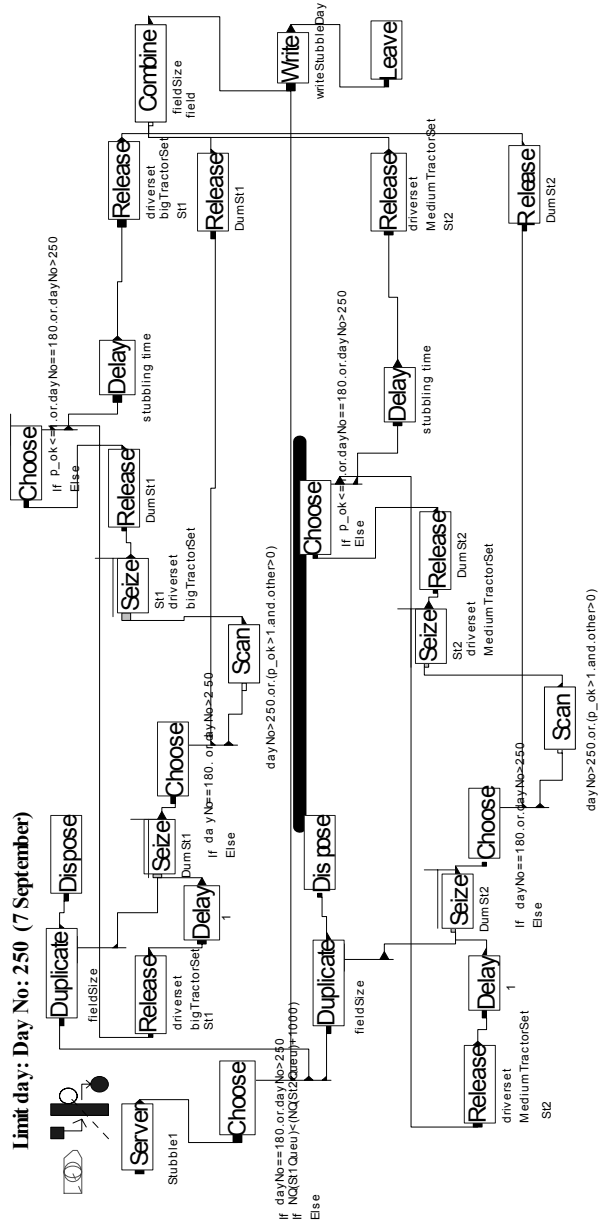 Limit day: Day No: 250 (7 September)
Server
Stubble1
Choose
If dayNo==180.or.dayNo>250
If NQ(St1Queu)<(NQ(St2Queu)+1000)
Else
Duplicate
fieldSize
Dispose
Release
driverset
bigTractorSet
St1
Delay
1
Seize
DumSt1
Choose
If dayNo==180.or.dayNo>250
Else
Scan
dayNo>250.or.(p_ok>1.and.other>0)
Seize
St1
driverset
bigTractorSet
Release
DumSt1
Choose
If p_ok<=.or.dayNo==180.or.dayNo>250
Else
Delay
stubbling time
Release
driverset
bigTractorSet
St1
Release
DumSt1
Combine
fieldSize
field
Write
writeStubbleDay
Leave
Duplicate
fieldSize
Dispose
Release
driverset
MediumTractorSet
St2
Delay
1
Seize
DumSt2
Choose
If dayNo==180.or.dayNo>250
Else
Scan
dayNo>250.or.(p_ok>1.and.other>0)
Seize
St2
driverset
MediumTractorSet
Release
DumSt2
Choose
If p_ok<=.or.dayNo==180.or.dayNo>250
Else
Delay
stubbling time
Release
driverset
MediumTractorSet
St2
Release
DumSt2